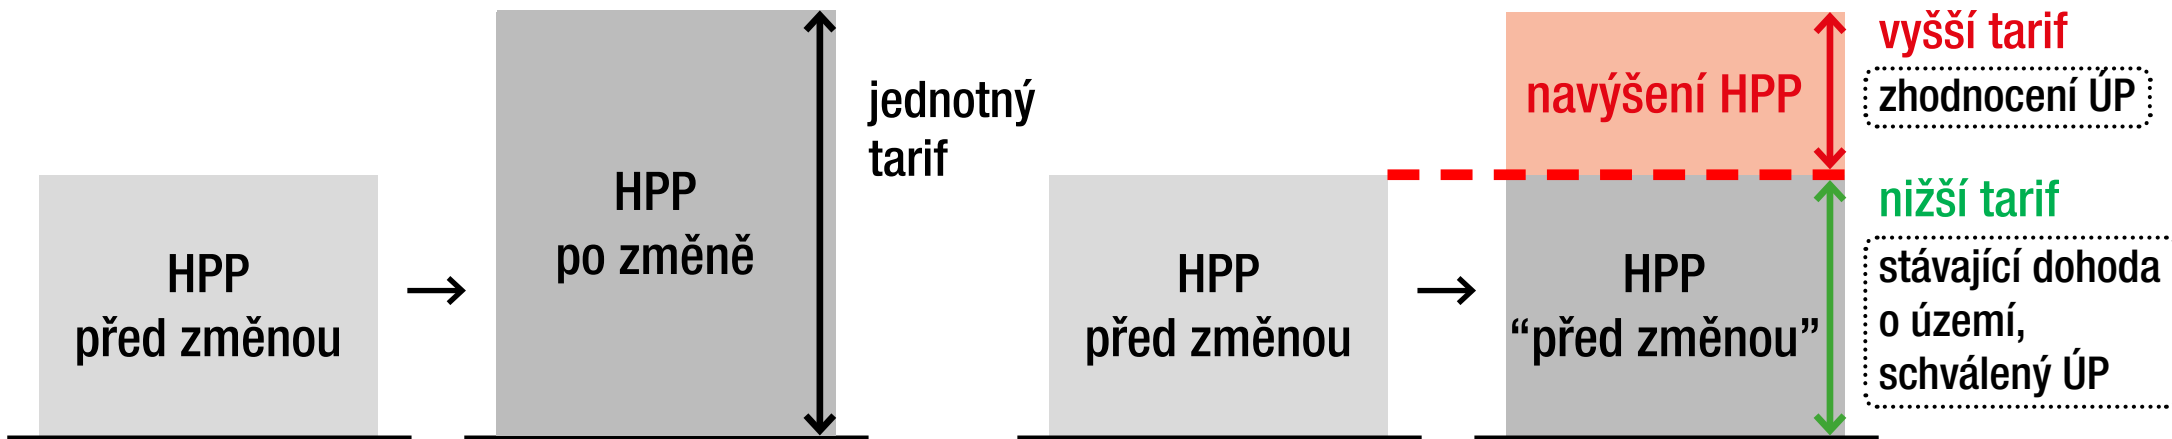 HPP
před změnou
HPP
po změně
jednotný
tarif
HPP
před změnou
navýšení HPP
HPP
“před změnou”
vyšší tarif
zhodnocení ÚP
nižší tarif
stávající dohoda
o území,
schválený ÚP